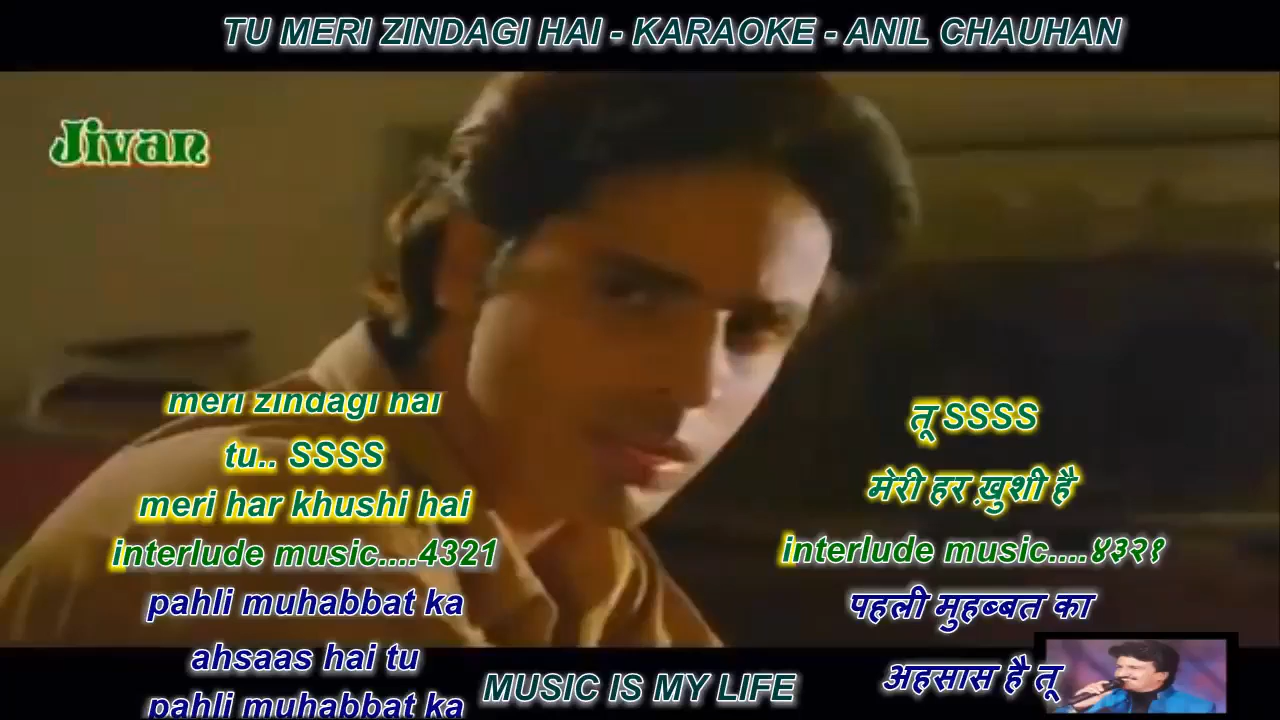 TU MERI ZINDAGI HAI - KARAOKE - ANIL CHAUHAN
Jivan
meri zindagi hai
tu.. SSSS
meri har khushi hai
interlude music....4321
pahli muhabbat ka
ahsaas hai tu
pahli muhabbat ka
तू SSSS
मेरी हर ख़ुशी है
interlude music....४३२१
पहली मुहब्बत का
अहसास है तू
MUSIC IS MY LIFE